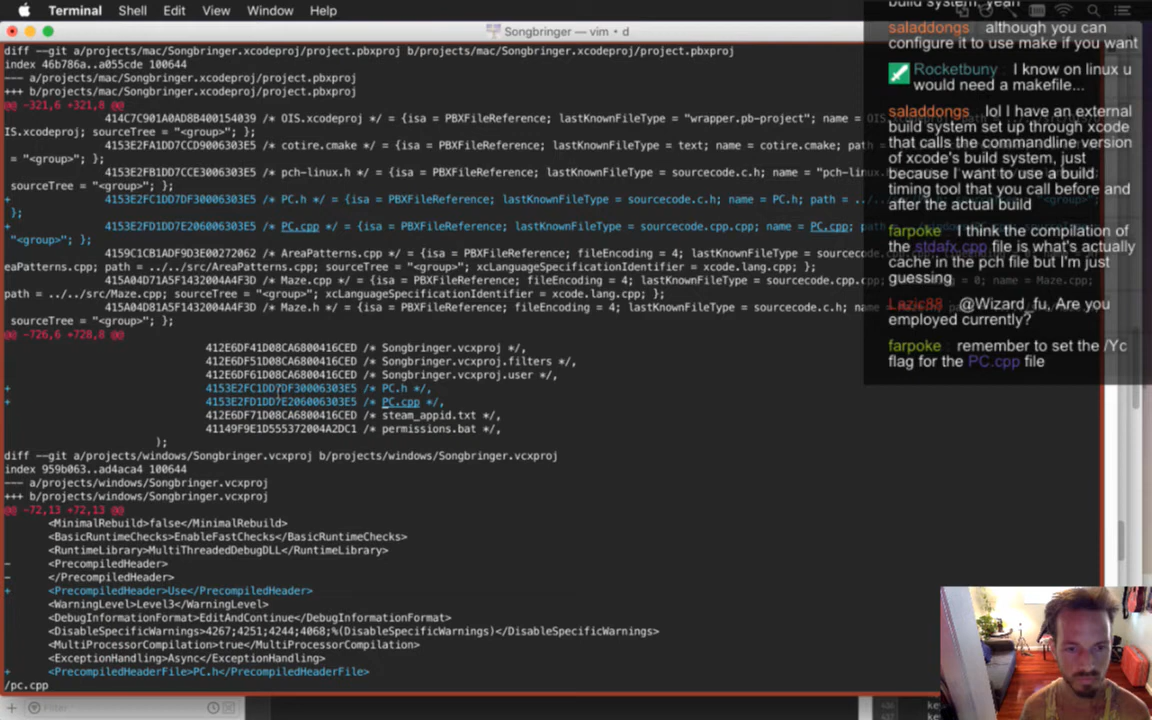 Terminal Shell Edit View Window Help
Songbringer — vim • d
diff --git a/projects/mac/Songbringer.xcodeproj/project.pbxproj b/projects/mac/Songbringer.xcodeproj/project.pbxproj
index 46b786a..a055cde 100644
--- a/projects/mac/Songbringer.xcodeproj/project.pbxproj
+++ b/projects/mac/Songbringer.xcodeproj/project.pbxproj
@@ -321,6 +321,8 @@
414C7C901A0AD8B400154039 /* OIS.xcodeproj */ = {isa = PBXFileReference; lastKnownFileType = "wrapper.pb-project"; name = O
IS.xcodeproj; sourceTree = "<group>"; };
4153E2FA1DD7CCD9006303E5 /* cotire.cmake */ = {isa = PBXFileReference; lastKnownFileType = text; name = cotire.cmake; path
= "<group>"; };
4153E2FB1DD7FCCE3006303E5 /* pch-linux.h */ = {isa = PBXFileReference; lastKnownFileType = sourcecode.c.h; name = "pch-linux.h"
sourceTree = "<group>"; };
+ 4153E2FC1DD7DF30006303E5 /* PC.h */ = {isa = PBXFileReference; lastKnownFileType = sourcecode.c.h; name = PC.h; path = ../..
};
+ 4153E2FD1DD7E206006303E5 /* PC.cpp */ = {isa = PBXFileReference; lastKnownFileType = sourcecode.cpp.cpp; name = PC.cpp; path
"<group>"; };
4159C1CB1ADF9D3E00272062 /* AreaPatterns.cpp */ = {isa = PBXFileReference; fileEncoding = 4; lastKnownFileType
eaPatterns.cpp; path = ../../src/AreaPatterns.cpp; sourceTree = "<group>"; xcLanguageSpecificationIdentifier = xcode.lang.cpp; };
415A04D71A5F1432004A4D3D /* Maze.cpp */ = {isa = PBXFileReference; fileEncoding = 4; lastKnownFileType
path = ../../src/Maze.cpp; sourceTree = "<group>"; xcLanguageSpecificationIdentifier = xcode.lang.cpp; };
415A04D81A5F1432004A4D3D /* Maze.h */ = {isa = PBXFileReference; fileEncoding = 4; lastKnownFileType
sourceTree = "<group>"; };
@@ -726,6 +728,8 @@
412E6DF41D08CA6800416CED /* Songbringer.vcxproj */,
412E6DF51D08CA6800416CED /* Songbringer.vcxproj.filters */,
412E6DF61D08CA6800416CED /* Songbringer.vcxproj.user */,
+ 4153E2FC1DD7DF30006303E5 /* PC.h */,
+ 4153E2FD1DD7E206006303E5 /* PC.cpp */,
412E6DF71D08CA6800416CED /* steam_appid.txt */,
41149F9E1D555372004A2DC1 /* permissions.bat */,
);
diff --git a/projects/windows/Songbringer.vcxproj b/projects/windows/Songbringer.vcxproj
index 959b063..ad4aca4 100644
--- a/projects/windows/Songbringer.vcxproj
+++ b/projects/windows/Songbringer.vcxproj
@@ -72,13 +72,13 @@
<MinimalRebuild>false</MinimalRebuild>
<BasicRuntimeChecks>EnableFastChecks</BasicRuntimeChecks>
<RuntimeLibrary>MultiThreadedDebugDLL</RuntimeLibrary>
- <PrecompiledHeader>
- </PrecompiledHeader>
+ <PrecompiledHeader>Use</PrecompiledHeader>
<WarningLevel>Level3</WarningLevel>
<DebugInformationFormat>EditAndContinue</DebugInformationFormat>
<DisableSpecificWarnings>4267;4251;4244;4068;%(DisableSpecificWarnings)</DisableSpecificWarnings>
<MultiProcessorCompilation>true</MultiProcessorCompilation>
<ExceptionHandling>Async</ExceptionHandling>
+ <PrecompiledHeaderFile>PC.h</PrecompiledHeaderFile>
/pc.cpp
build system, yeah
saladdongs although you can
configure it to use make if you want
Rocketbuny : I know on linux u
would need a makefile...
saladdongs lol I have an external
build system set up through xcode
that calls the commandline version
of xcode's build system, just
because I want to use a build
timing tool that you call before and
after the actual build
farpoke I think the compilation of
the stdafx.cpp file is what's actually
cache in the pch file but I'm just
guessing
Lazic88 @Wizard_fu, Are you
employed currently?
farpoke remember to set the /Yc
flag for the PC.cpp file
Filter